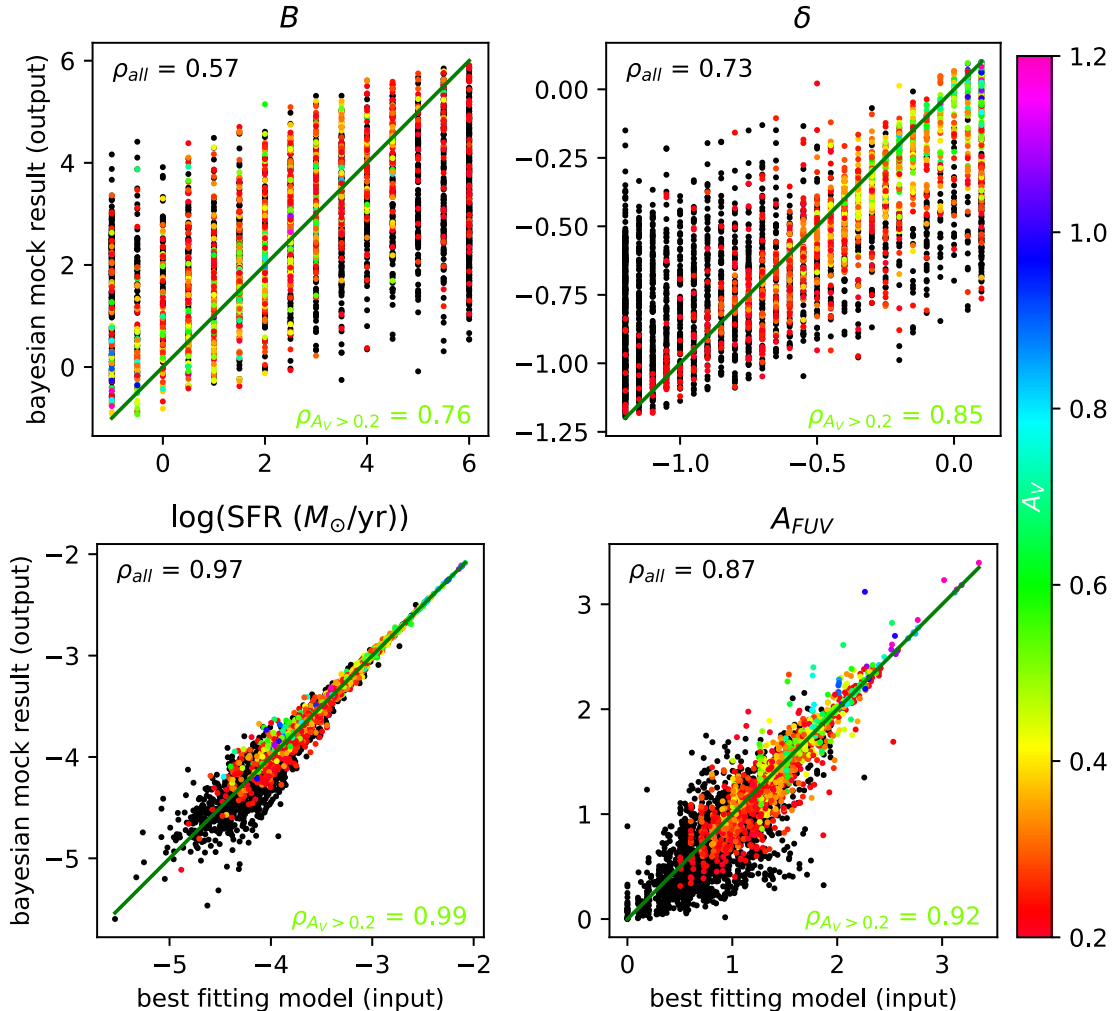 B
ρall = 0.57
bayesian mock result (output)
6
4
2
0
ρAV > 0.2 = 0.76
0
2
4
6
δ
ρall = 0.73
0.00
−0.25
−0.50
−0.75
−1.00
−1.25
ρAV > 0.2 = 0.85
−1.0
−0.5
0.0
log(SFR (M⊙/yr))
ρall = 0.97
bayesian mock result (output)
−2
−3
−4
−5
ρAV > 0.2 = 0.99
−5
−4
−3
−2
best fitting model (input)
AFUV
ρall = 0.87
3
2
1
0
ρAV > 0.2 = 0.92
0
1
2
3
best fitting model (input)
1.2
1.0
0.8
AV
0.6
0.4
0.2